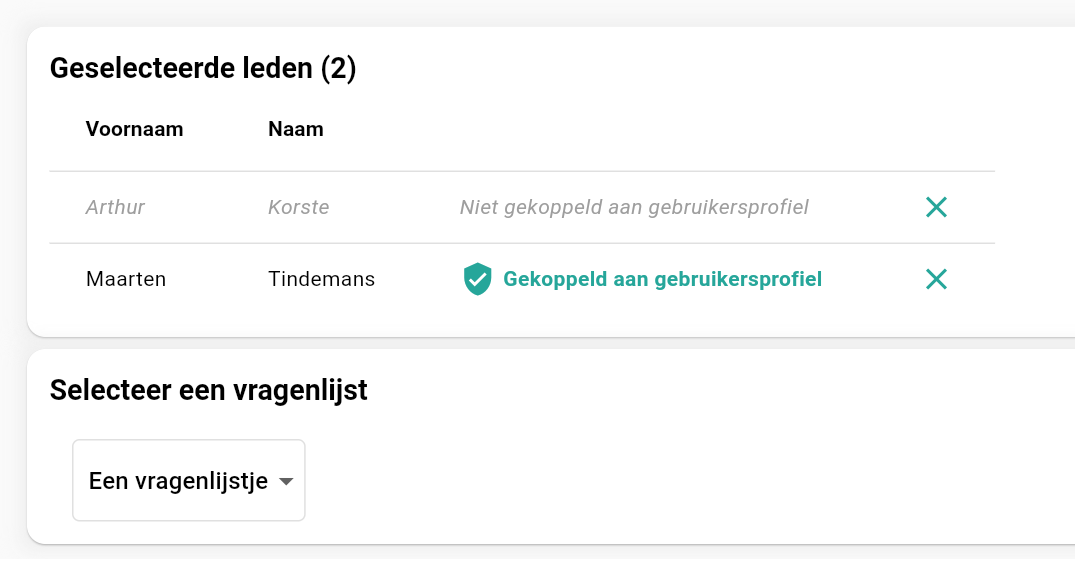 Geselecteerde leden (2)
Voornaam Naam
Arthur Korste Niet gekoppeld aan gebruikersprofiel
Maarten Tindemans Gekoppeld aan gebruikersprofiel
Selecteer een vragenlijst
Een vragenlijstje